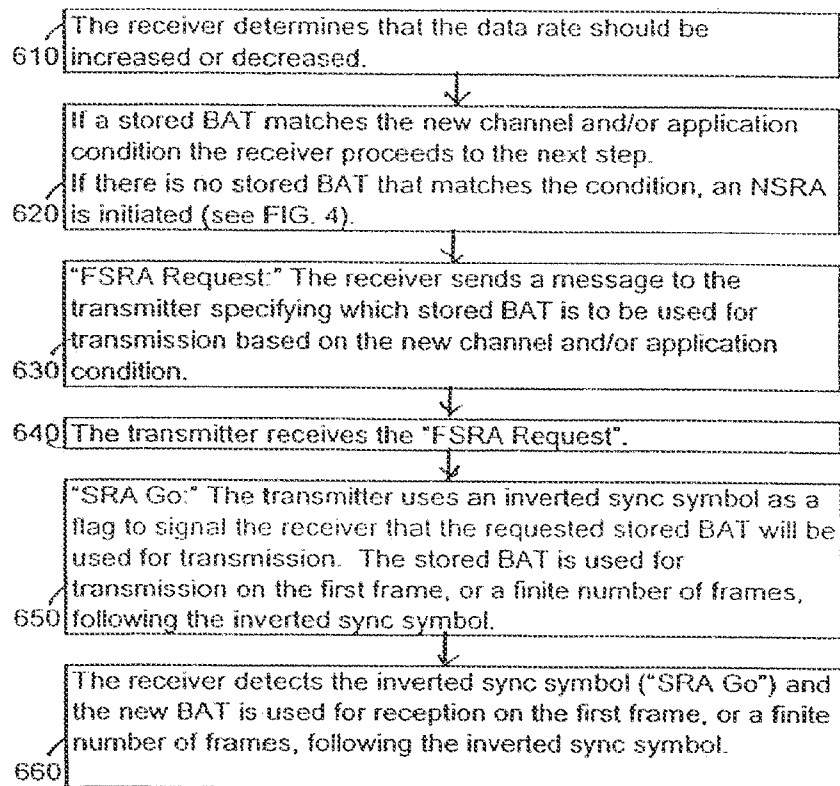 The receiver determines that the data rate should be
610 increased or decreased.
If a stored BAT matches the new channel and/or application
condition the receiver proceeds to the next step.
If there is no stored BAT that matches the condition, an NSRA
620 is initiated (see FIG. 4).
"FSRA Request:" The receiver sends a message to the
transmitter specifying which stored BAT is to be used for
transmission based on the new channel and/or application
630 condition.
640 The transmitter receives the "FSRA Request".
"SRA Go:" The transmitter uses an inverted sync symbol as a
flag to signal the receiver that the requested stored BAT will be
used for transmission. The stored BAT is used for
transmission on the first frame, or a finite number of frames,
650 following the inverted sync symbol.
The receiver detects the inverted sync symbol ("SRA Go") and
the new BAT is used for reception on the first frame, or a finite
number of frames, following the inverted sync symbol.
660